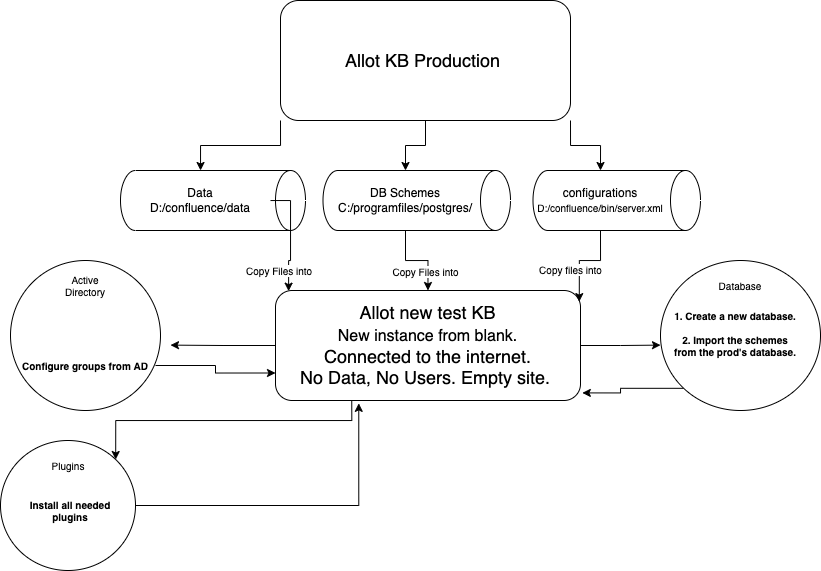 Allot KB Production
Data
D:/confluence/data
DB Schemes
C:/programfiles/postgres/
configurations
D:/confluence/bin/server.xml
Copy Files into
Copy Files into
Copy files into
Active
Directory
Configure groups from AD
Allot new test KB
New instance from blank.
Connected to the internet.
No Data, No Users. Empty site.
Database
1. Create a new database.
2. Import the schemes
from the prod's database.
Plugins
Install all needed
plugins